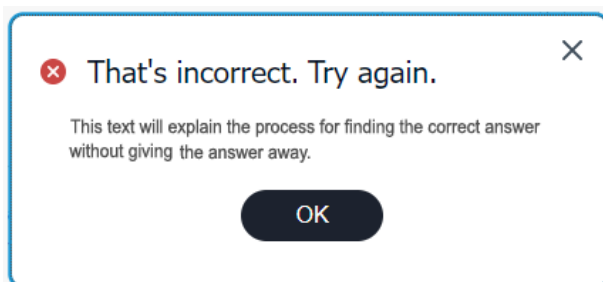 That's incorrect. Try again.
This text will explain the process for finding the correct answer
without giving the answer away.
OK